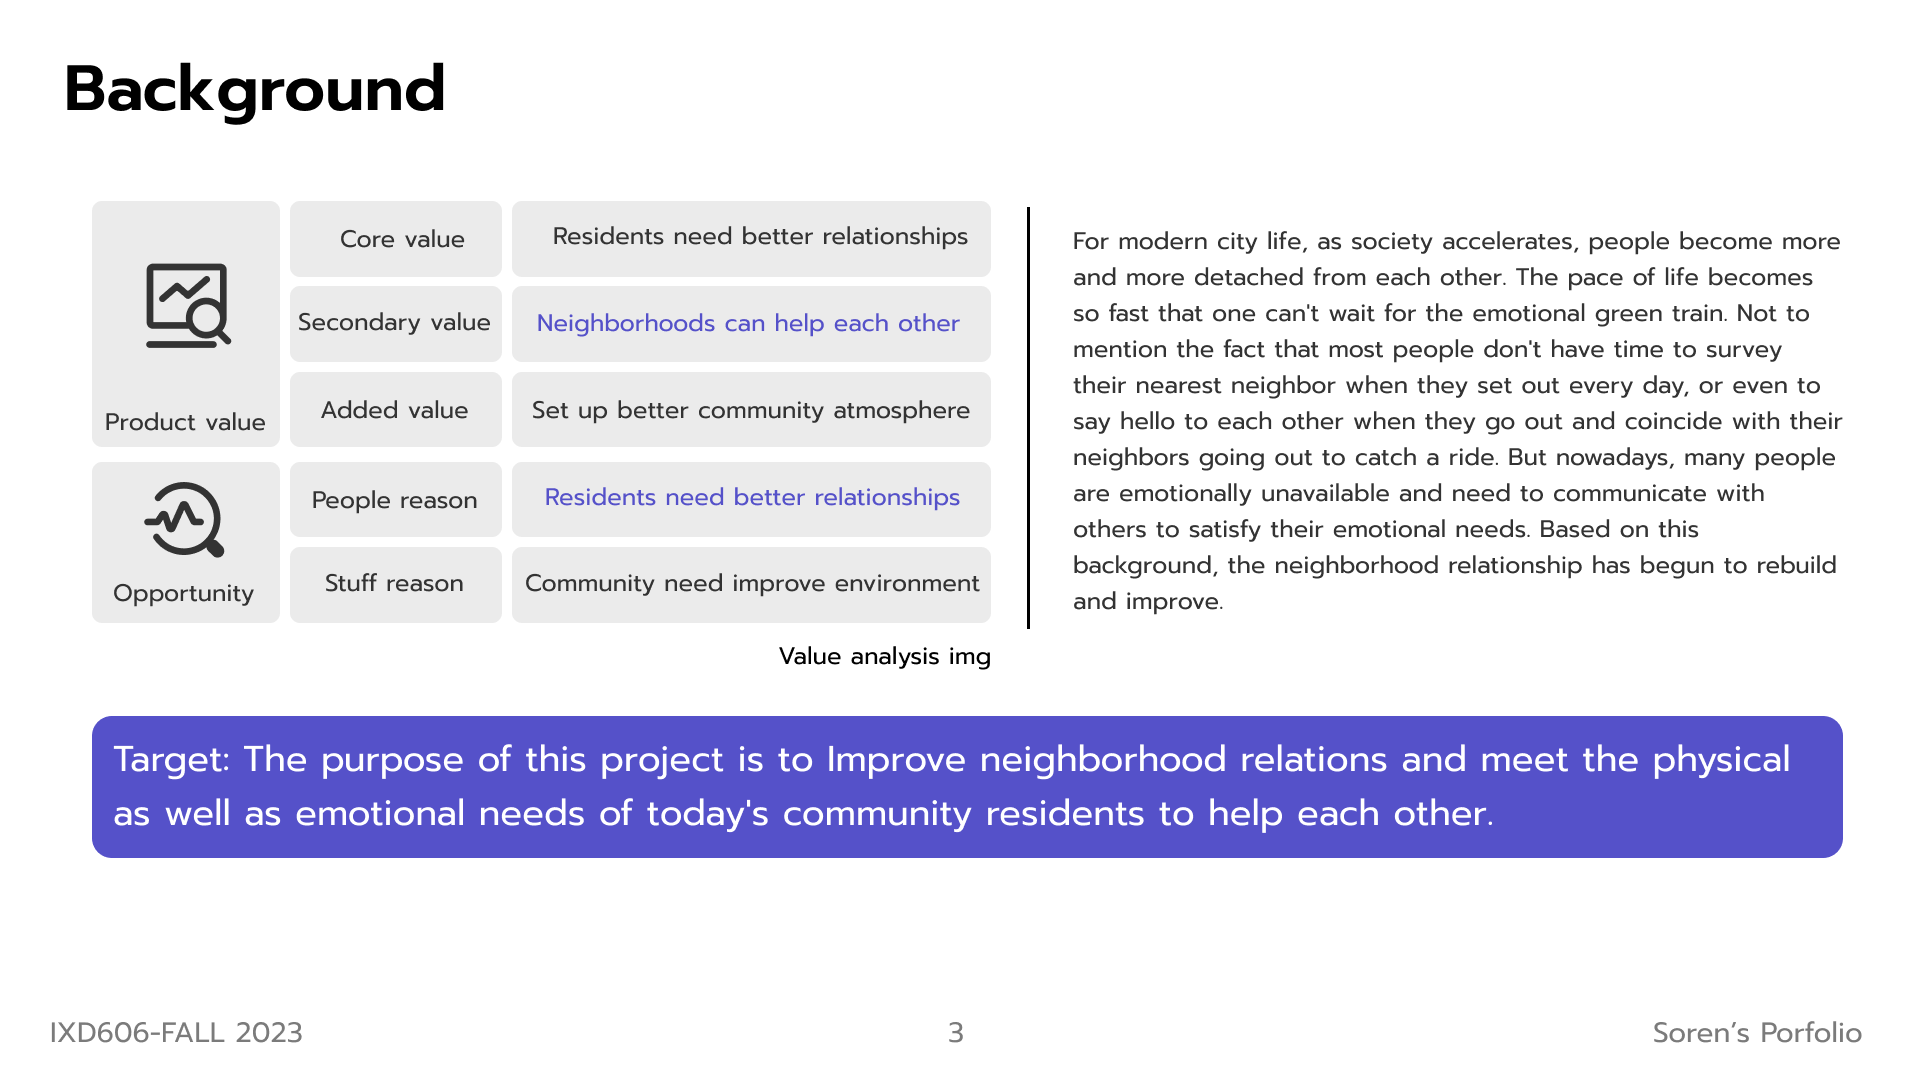 Background
Product value
Core value
Residents need better relationships
Secondary value
Neighborhoods can help each other
Added value
Set up better community atmosphere
Opportunity
People reason
Residents need better relationships
Stuff reason
Community need improve environment
Value analysis img
For modern city life, as society accelerates, people become more
and more detached from each other. The pace of life becomes
so fast that one can't wait for the emotional green train. Not to
mention the fact that most people don't have time to survey
their nearest neighbor when they set out every day, or even to
say hello to each other when they go out and coincide with their
neighbors going out to catch a ride. But nowadays, many people
are emotionally unavailable and need to communicate with
others to satisfy their emotional needs. Based on this
background, the neighborhood relationship has begun to rebuild
and improve.
Target: The purpose of this project is to Improve neighborhood relations and meet the physical
as well as emotional needs of today's community residents to help each other.
IXD606-FALL 2023
3
Soren’s Porfolio